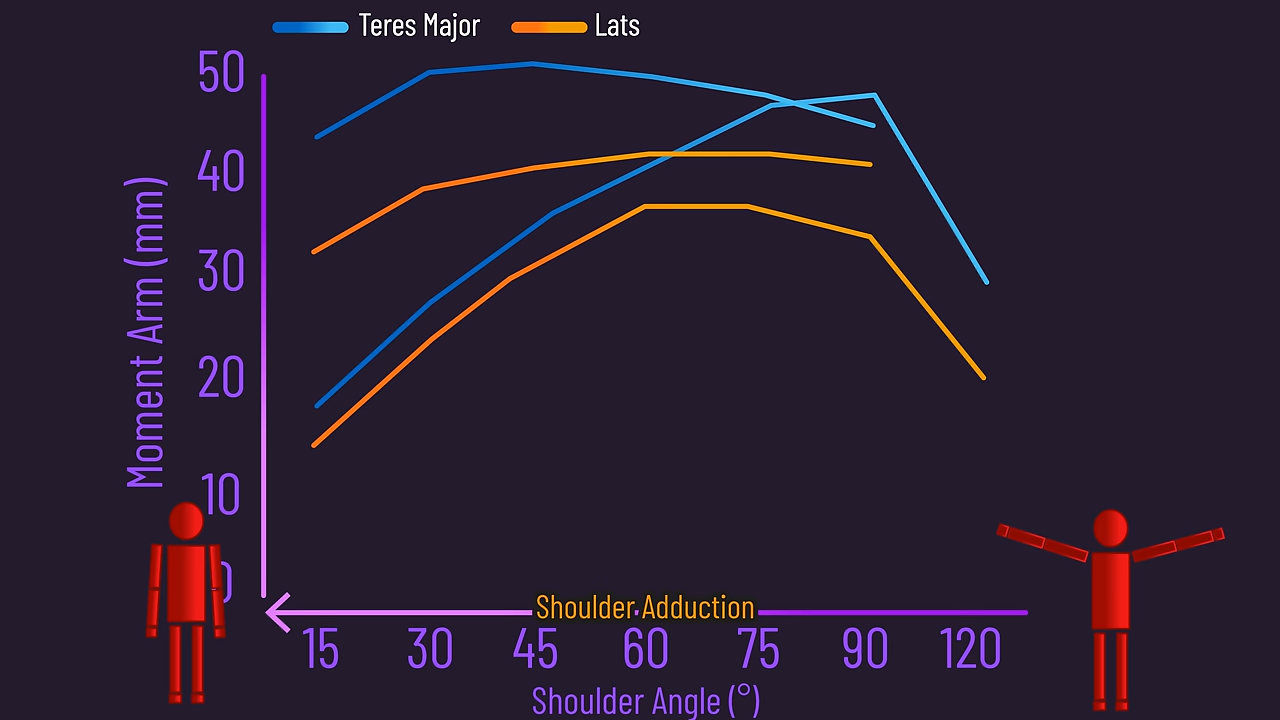 Teres Major Lats
50
40
30
20
10
0
Moment Arm (mm)
Shoulder Adduction
15 30 45 60 75 90 120
Shoulder Angle (°)